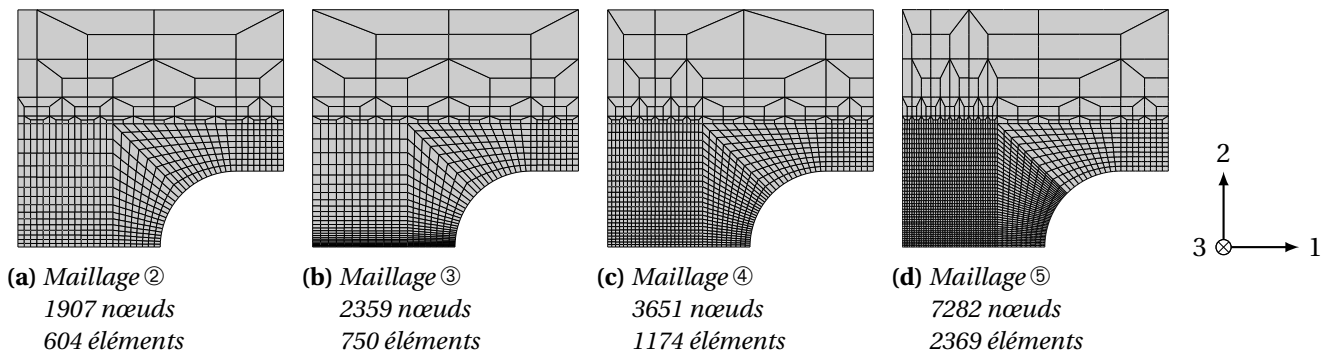 (a) Maillage ②
1907 nœuds
604 éléments
(b) Maillage ③
2359 nœuds
750 éléments
(c) Maillage ④
3651 nœuds
1174 éléments
(d) Maillage ⑤
7282 nœuds
2369 éléments
2
3
1